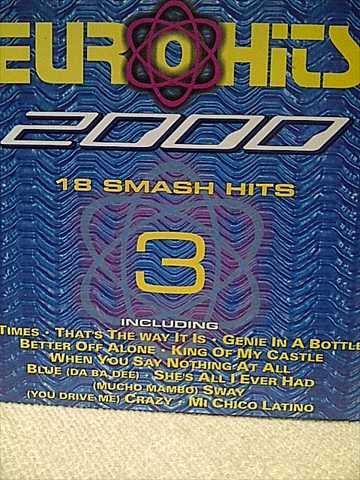 EUROHITS
2000
18 SMASH HITS
3
INCLUDING
TIMES · THAT'S THE WAY IT IS · GENIE IN A BOTTLE
BETTER OFF ALONE · KING OF MY CASTLE
WHEN YOU SAY NOTHING AT ALL
BLUE (DA BA DEE) · SHE'S ALL I EVER HAD
(MUCHO MAMBO) SWAY
(YOU DRIVE ME) CRAZY · MI CHICO LATINO